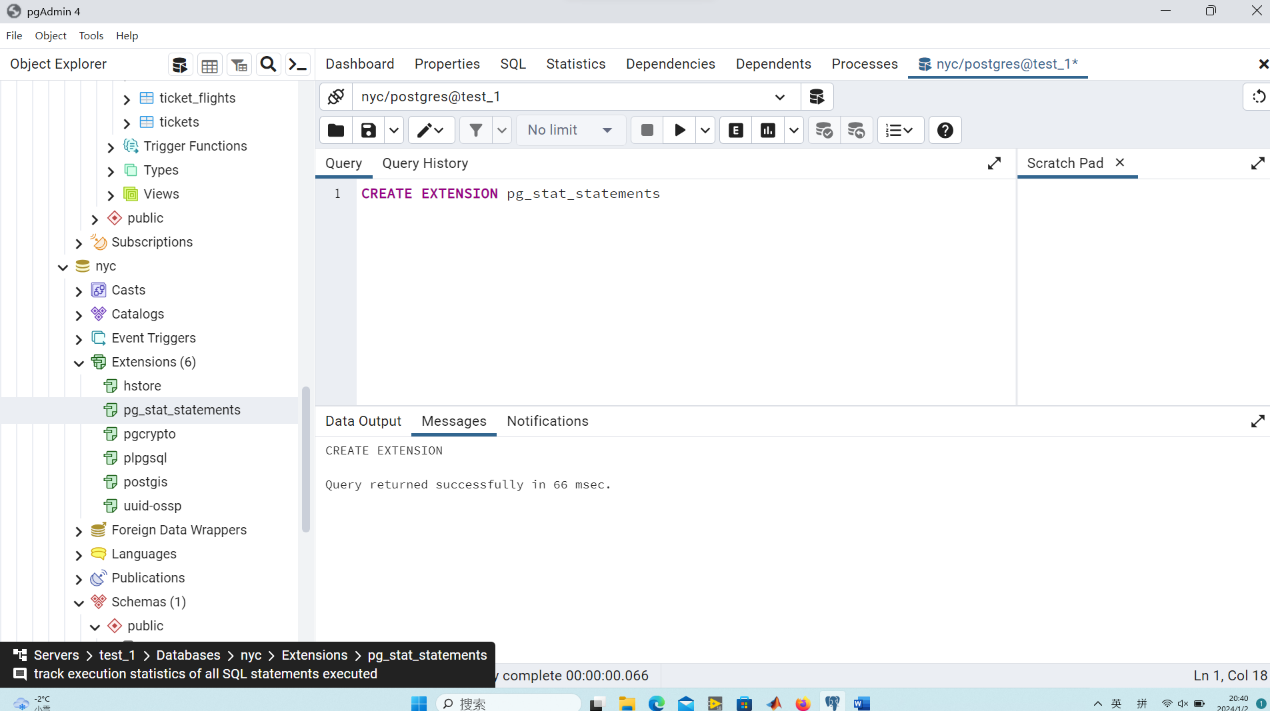 pgAdmin 4
File Object Tools Help
Object Explorer
Dashboard Properties SQL Statistics Dependencies Dependents Processes nyc/postgres@test_1*
nyc/postgres@test_1
No limit
E
Query Query History
Scratch Pad
1 CREATE EXTENSION pg_stat_statements
ticket_flights
tickets
Trigger Functions
Types
Views
public
Subscriptions
nyc
Casts
Catalogs
Event Triggers
Extensions (6)
hstore
pg_stat_statements
pgcrypto
plpgsql
postgis
uuid-ossp
Foreign Data Wrappers
Languages
Publications
Schemas (1)
public
Data Output Messages Notifications
CREATE EXTENSION
Query returned successfully in 66 msec.
Servers > test_1 > Databases > nyc > Extensions > pg_stat_statements
track execution statistics of all SQL statements executed
complete 00:00:00.066
Ln 1, Col 18
-2°C
搜索
英 拼
20:40
2024/1/2
1